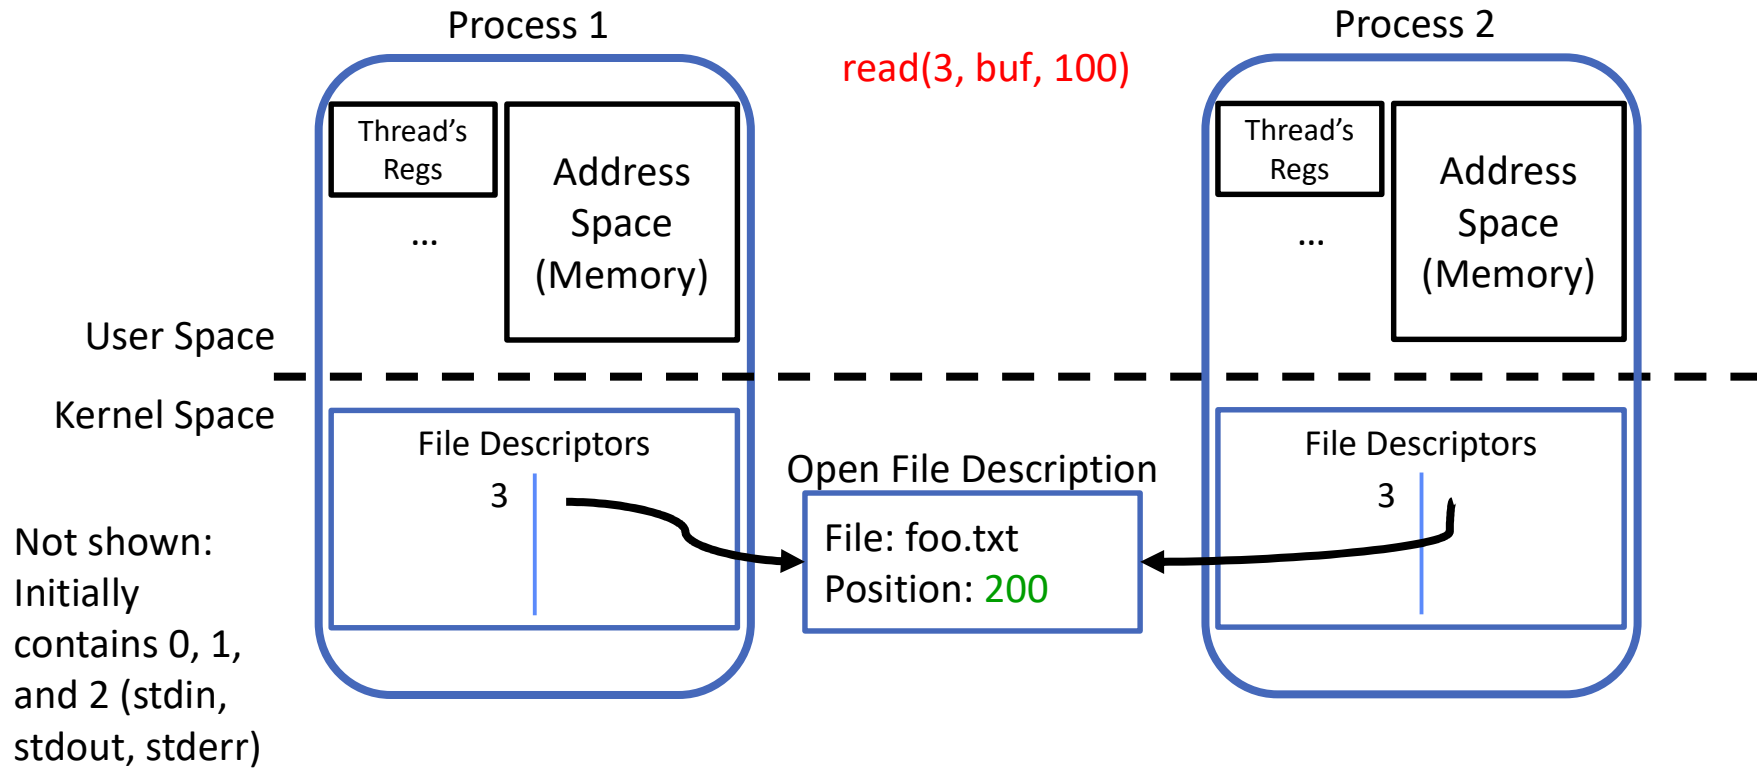 Process 1
Process 2
read(3, buf, 100)
Thread’s
Regs
...
Address
Space
(Memory)
Thread’s
Regs
...
Address
Space
(Memory)
User Space
Kernel Space
File Descriptors
3
Open File Description
File: foo.txt
Position: 200
File Descriptors
3
Not shown:
Initially
contains 0, 1,
and 2 (stdin,
stdout, stderr)